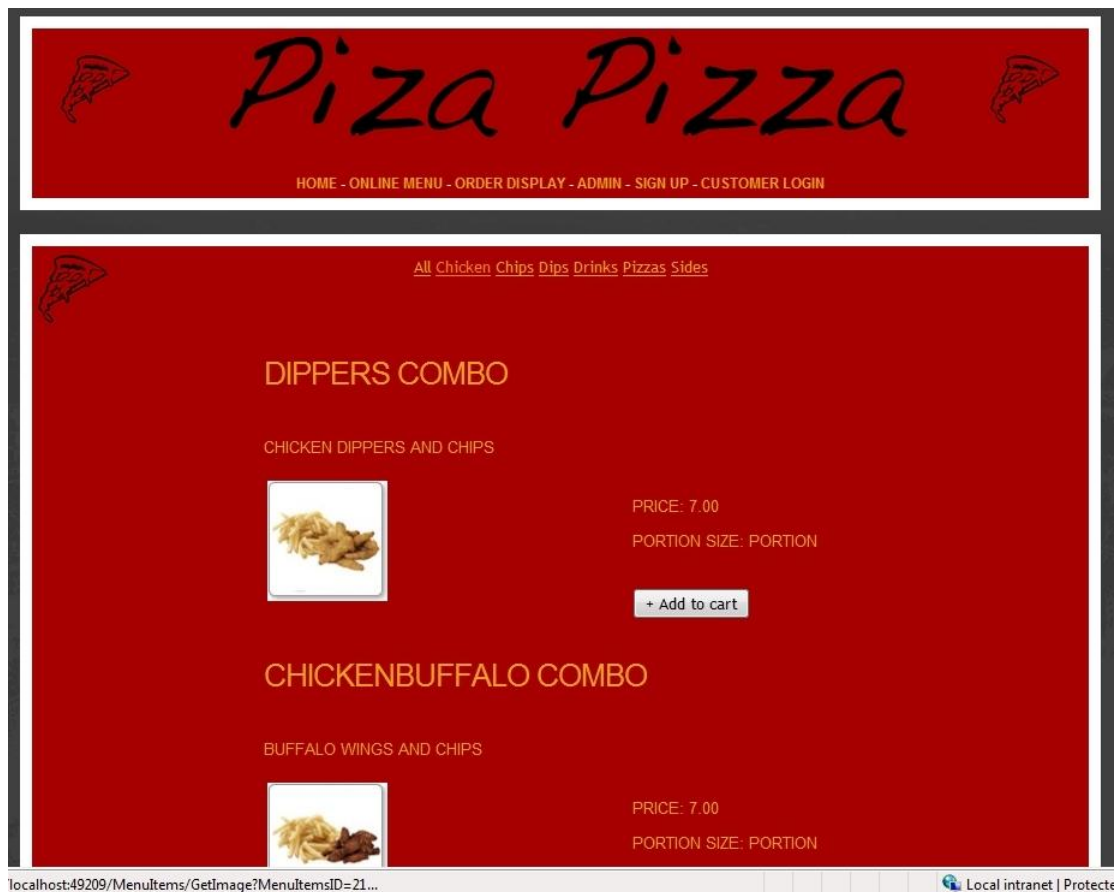 Piza Pizza
HOME - ONLINE MENU - ORDER DISPLAY - ADMIN - SIGN UP - CUSTOMER LOGIN
All Chicken Chips Dips Drinks Pizzas Sides
DIPPERS COMBO
CHICKEN DIPPERS AND CHIPS
PRICE: 7.00
PORTION SIZE: PORTION
+ Add to cart
CHICKENBUFFALO COMBO
BUFFALO WINGS AND CHIPS
PRICE: 7.00
PORTION SIZE: PORTION
/localhost:49209/MenuItems/GetImage?MenuItemsID=21...
Local intranet | Protecte